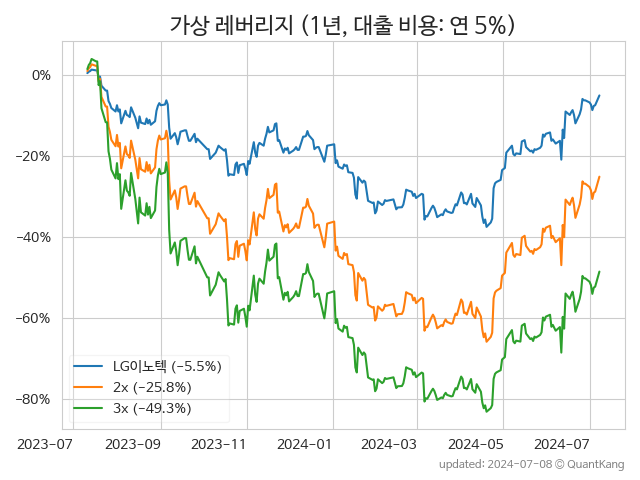 가상 레버리지 (1년, 대출 비용: 연 5%)
0%
−20%
−40%
−60%
−80%
LG이노텍 (−5.5%)
2x (−25.8%)
3x (−49.3%)
2023-07 2023-09 2023-11 2024-01 2024-03 2024-05 2024-07
updated: 2024-07-08 © QuantKang